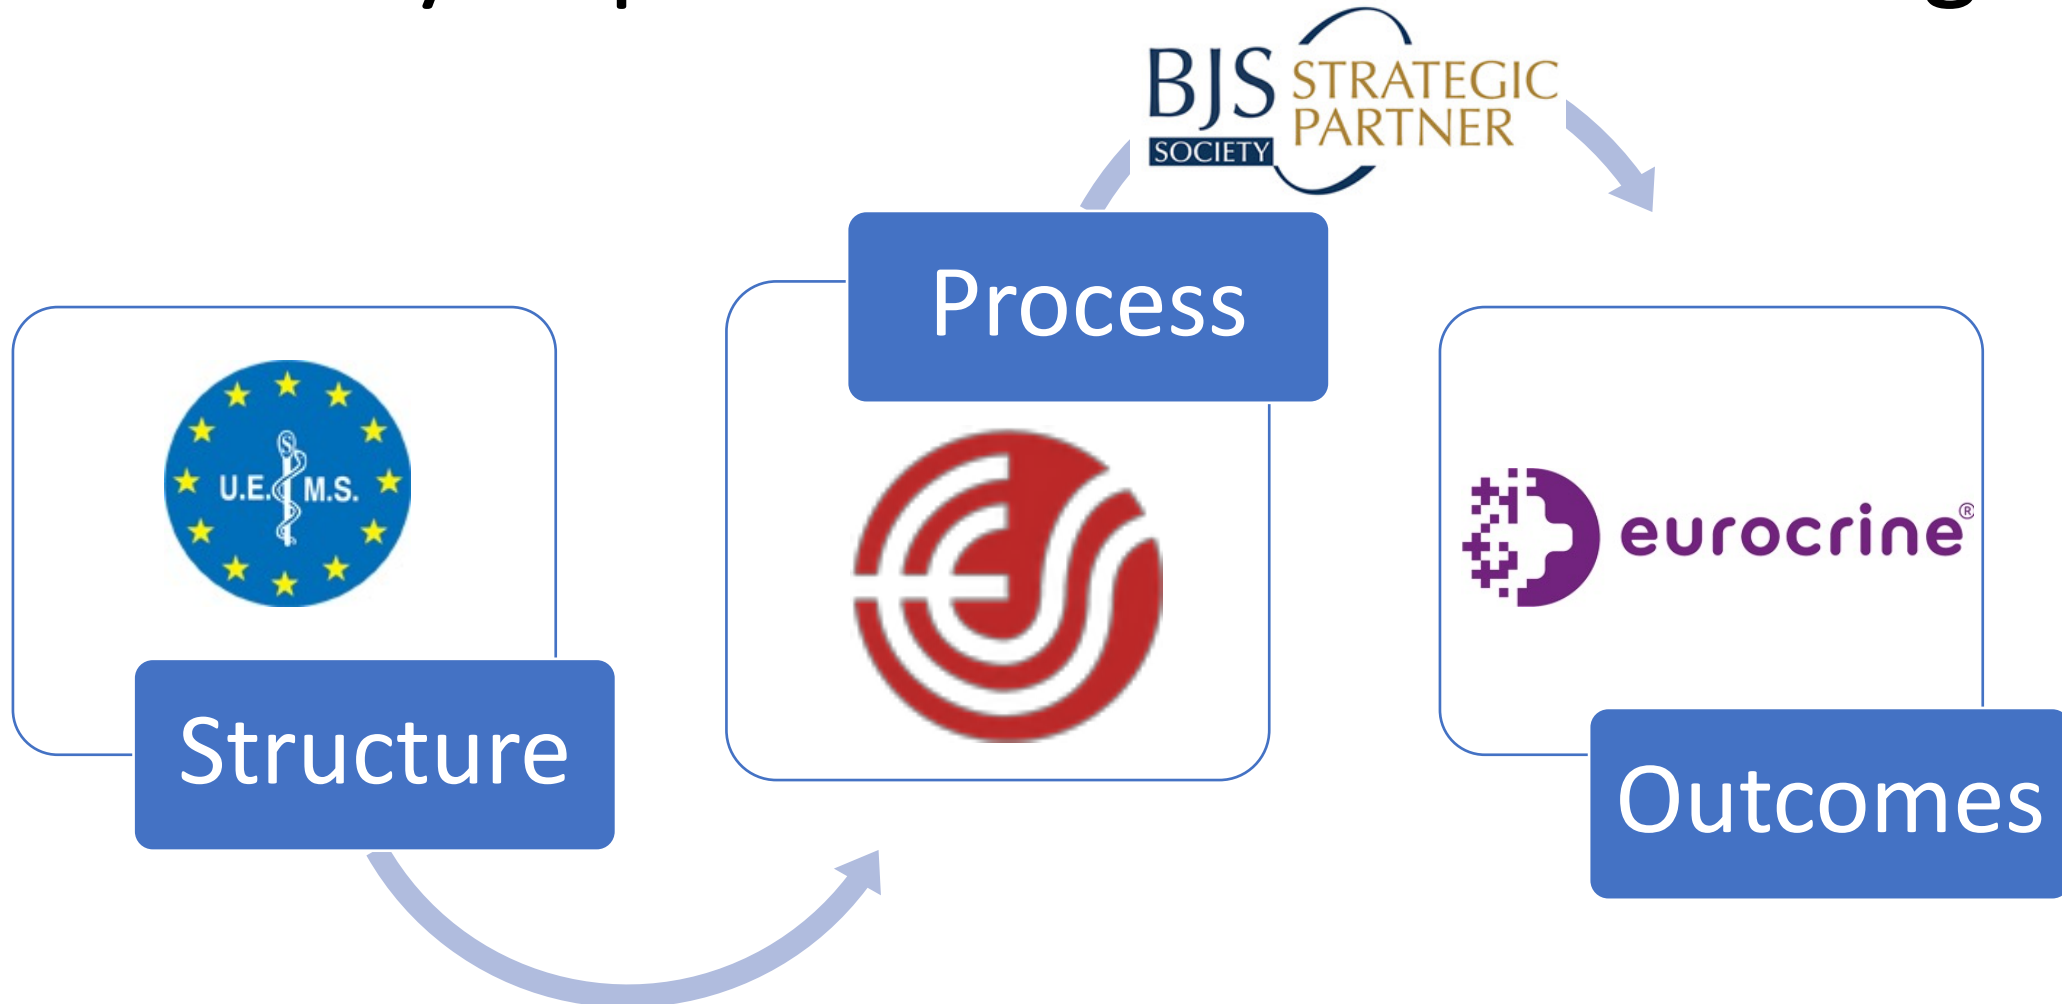 BJS STRATEGIC
SOCIETY PARTNER
Process
U.E. M.S.
eurocrine®
Structure
Outcomes